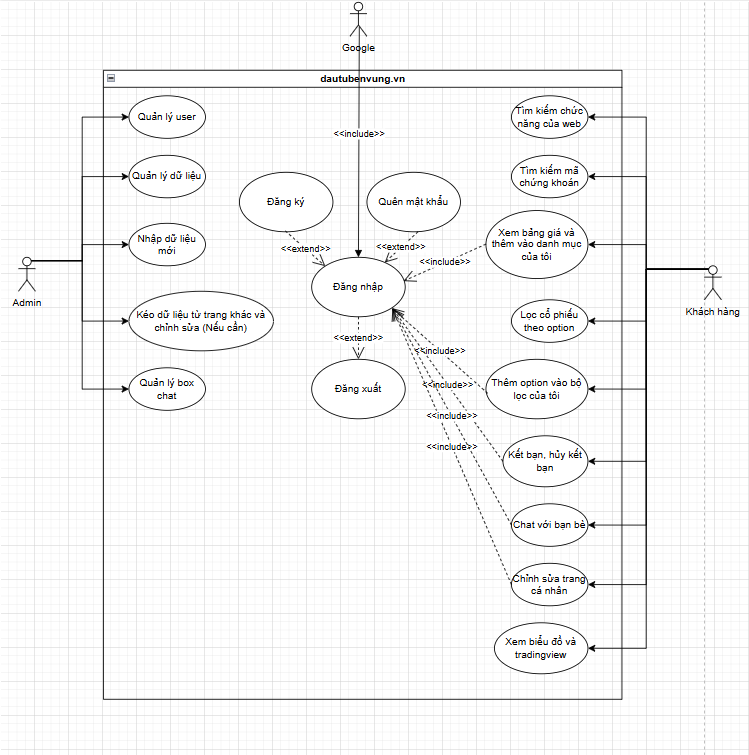 Google
dautubenvung.vn
Quản lý user
<<include>>
Tìm kiếm chức
năng của web
Quản lý dữ liệu
Tìm kiếm mã
chứng khoán
Đăng ký
Quên mật khẩu
Nhập dữ liệu
mới
<<extend>>
<<extend>>
Xem bảng giá và
thêm vào danh mục
của tôi
<<include>>
Admin
Đăng nhập
Khách hàng
Kéo dữ liệu từ trang khác và
chỉnh sửa (Nếu cần)
Lọc cổ phiếu
theo option
<<extend>>
<<include>>
Quản lý box
chat
Đăng xuất
Thêm option vào bộ
lọc của tôi
<<include>>
<<include>>
<<include>>
Kết bạn, hủy kết
bạn
Chat với bạn bè
Chỉnh sửa trang
cá nhân
Xem biểu đồ và
tradingview